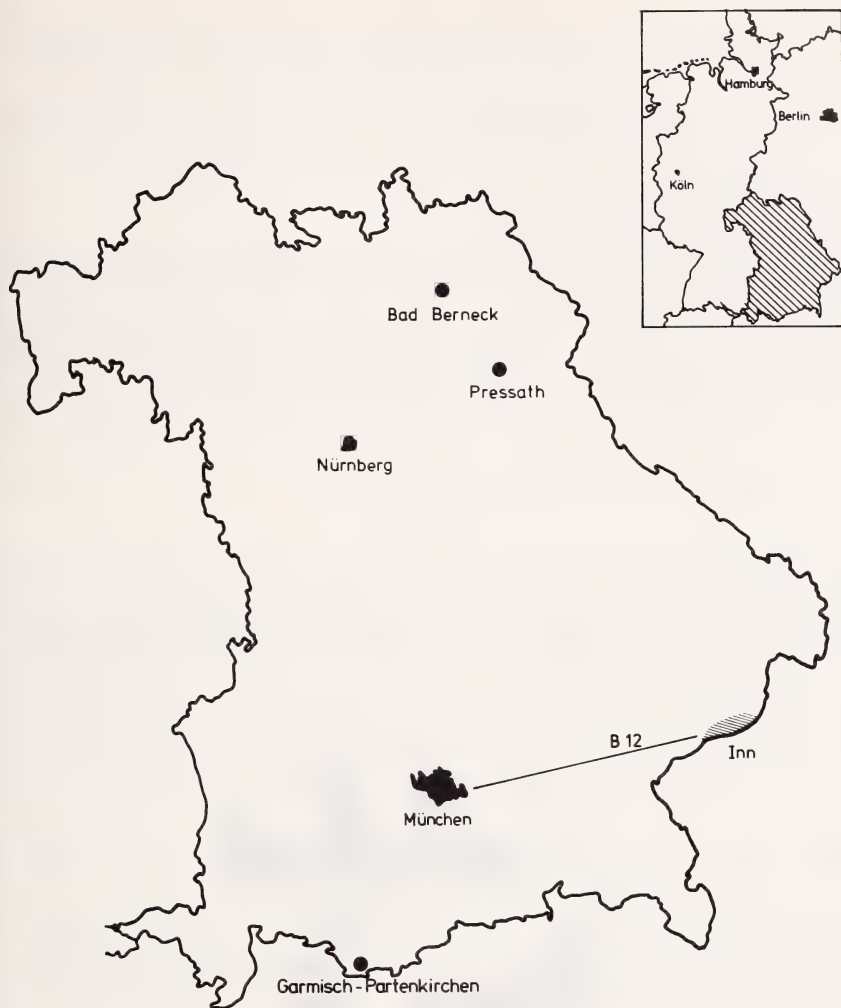 Hamburg
Berlin
Köln
Bad Berneck
Pressath
Nürnberg
B 12
Inn
München
Garmisch-Partenkirchen